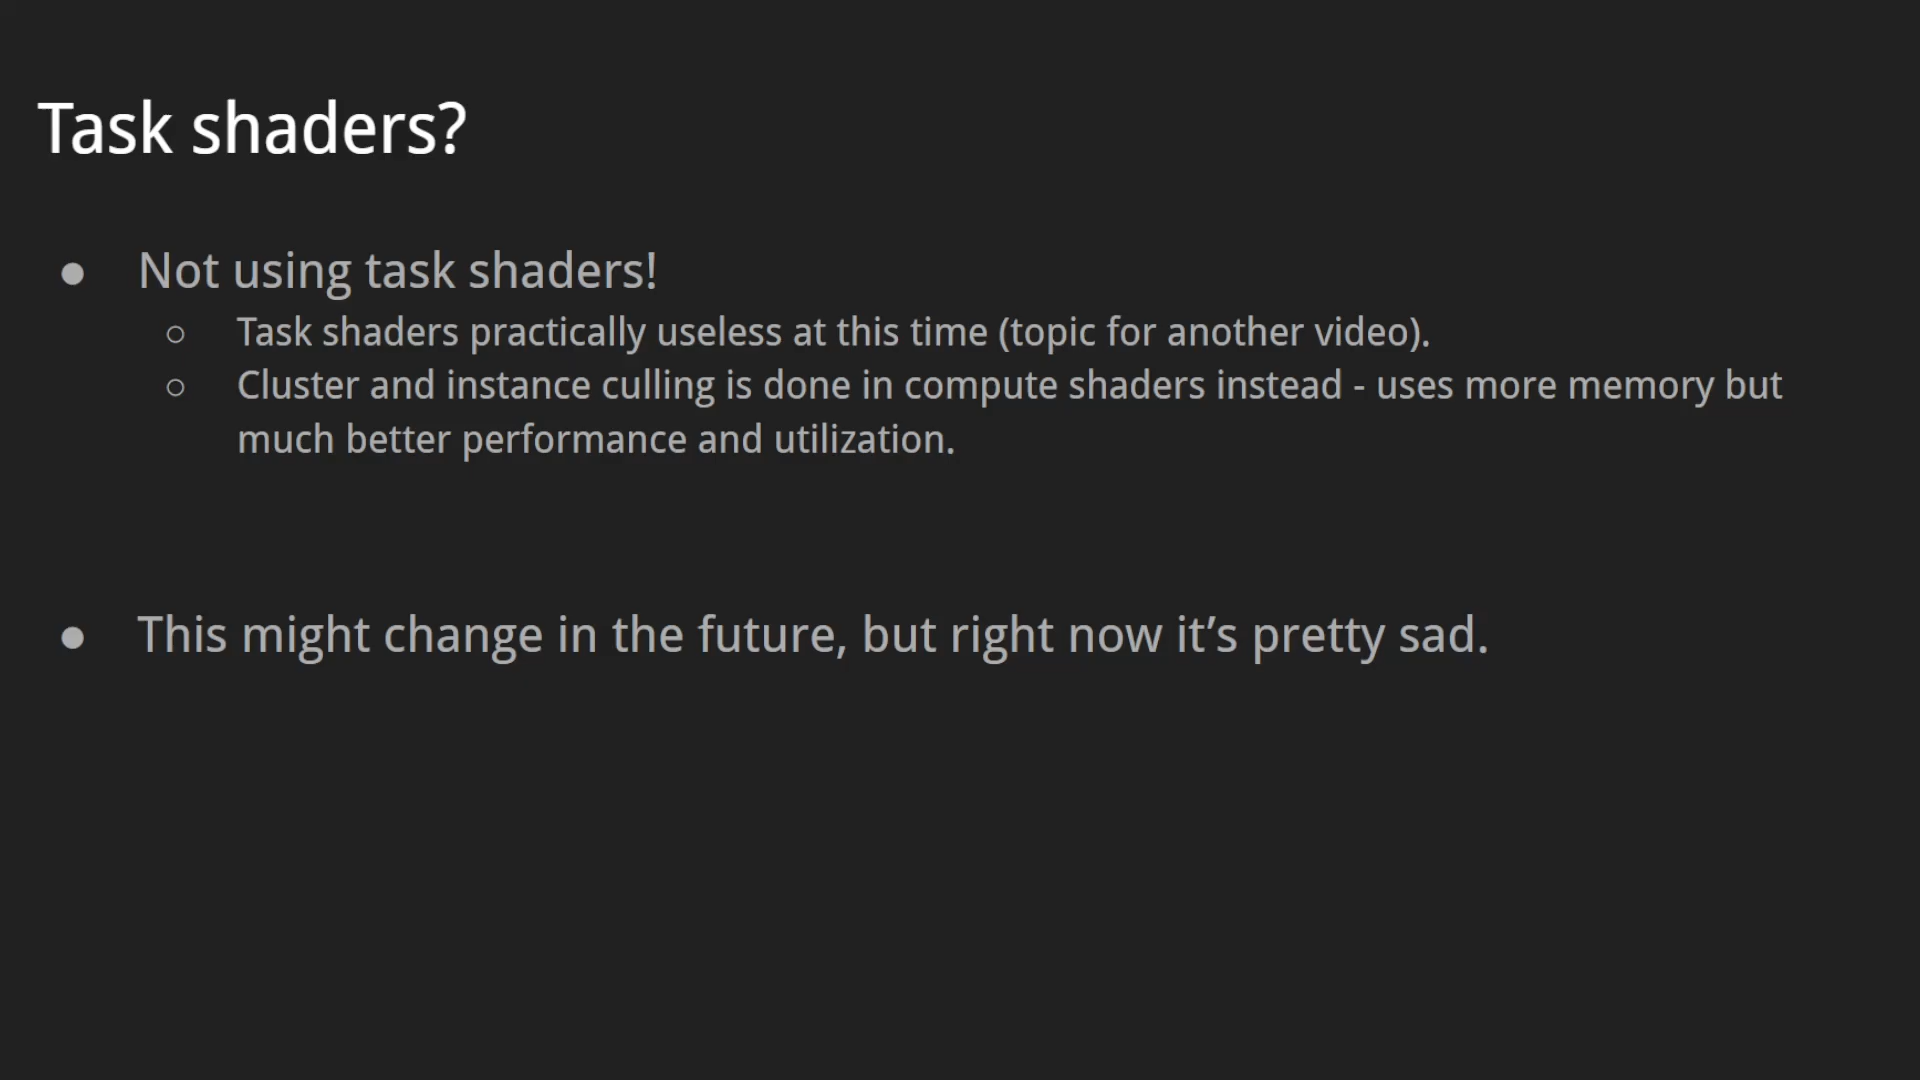 Task shaders?
● Not using task shaders!
○ Task shaders practically useless at this time (topic for another video).
○ Cluster and instance culling is done in compute shaders instead - uses more memory but
much better performance and utilization.
● This might change in the future, but right now it’s pretty sad.